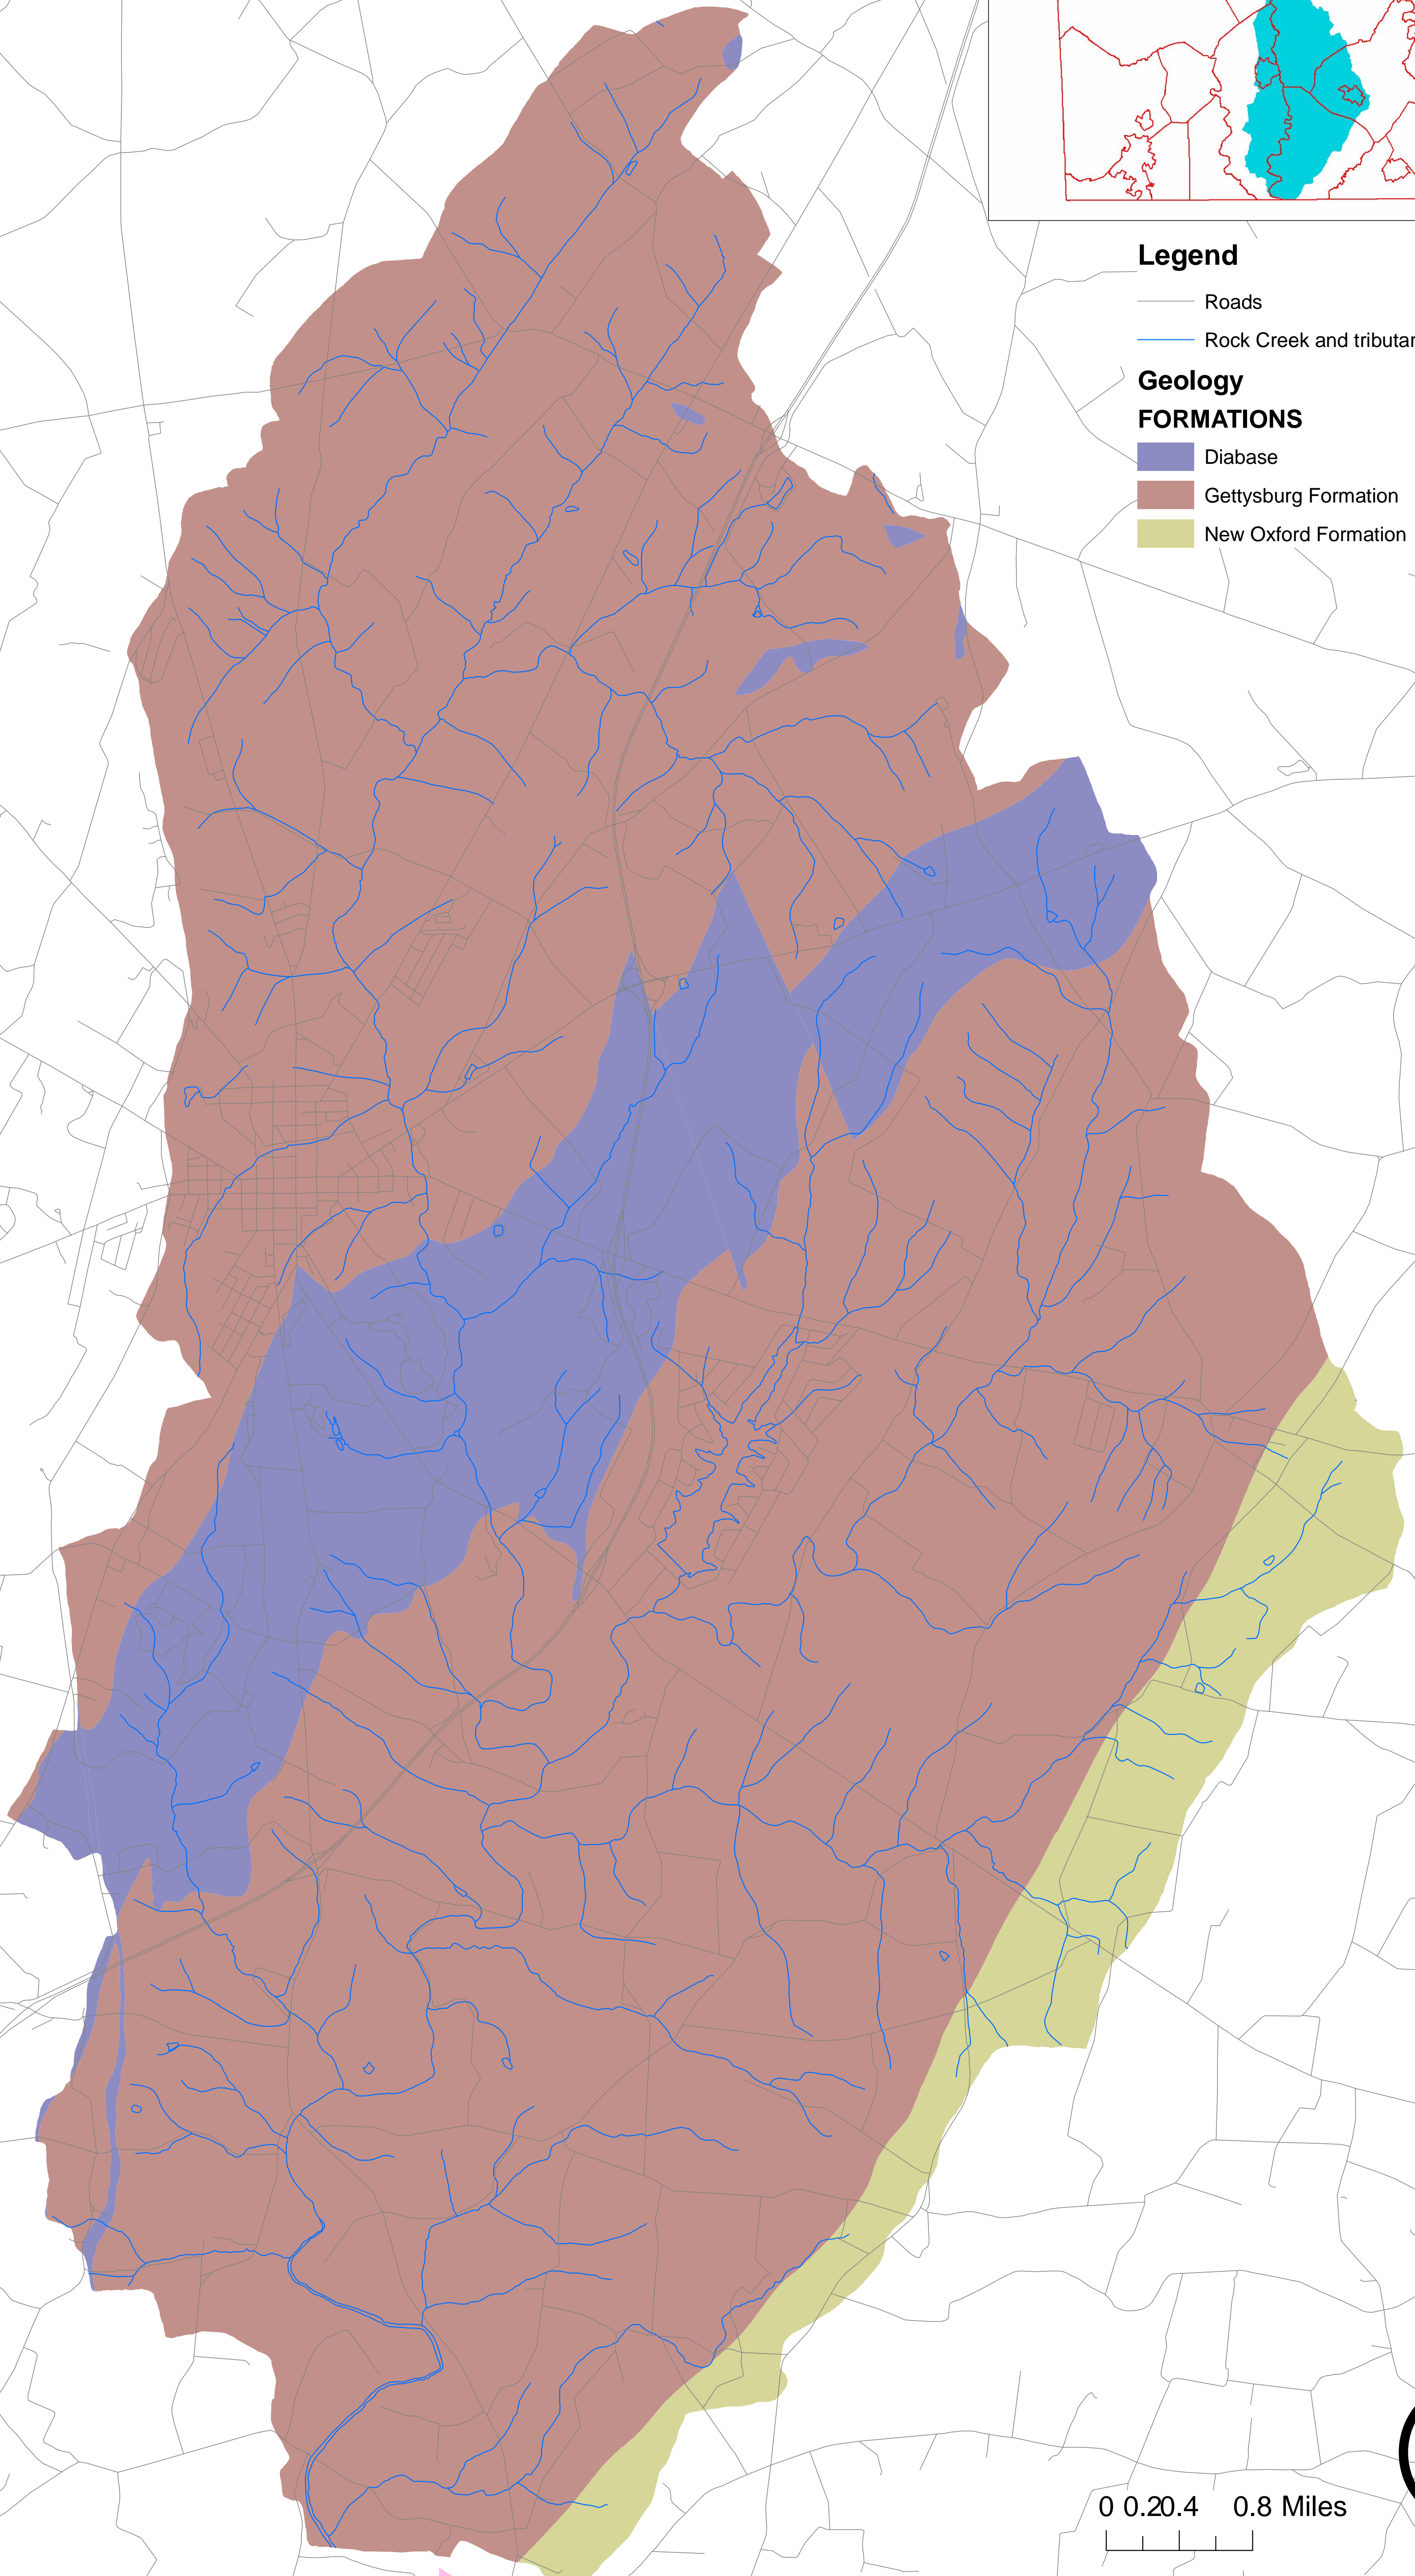 Legend
Roads
Rock Creek and tributar
Geology
FORMATIONS
Diabase
Gettysburg Formation
New Oxford Formation
0 0.20.4 0.8 Miles